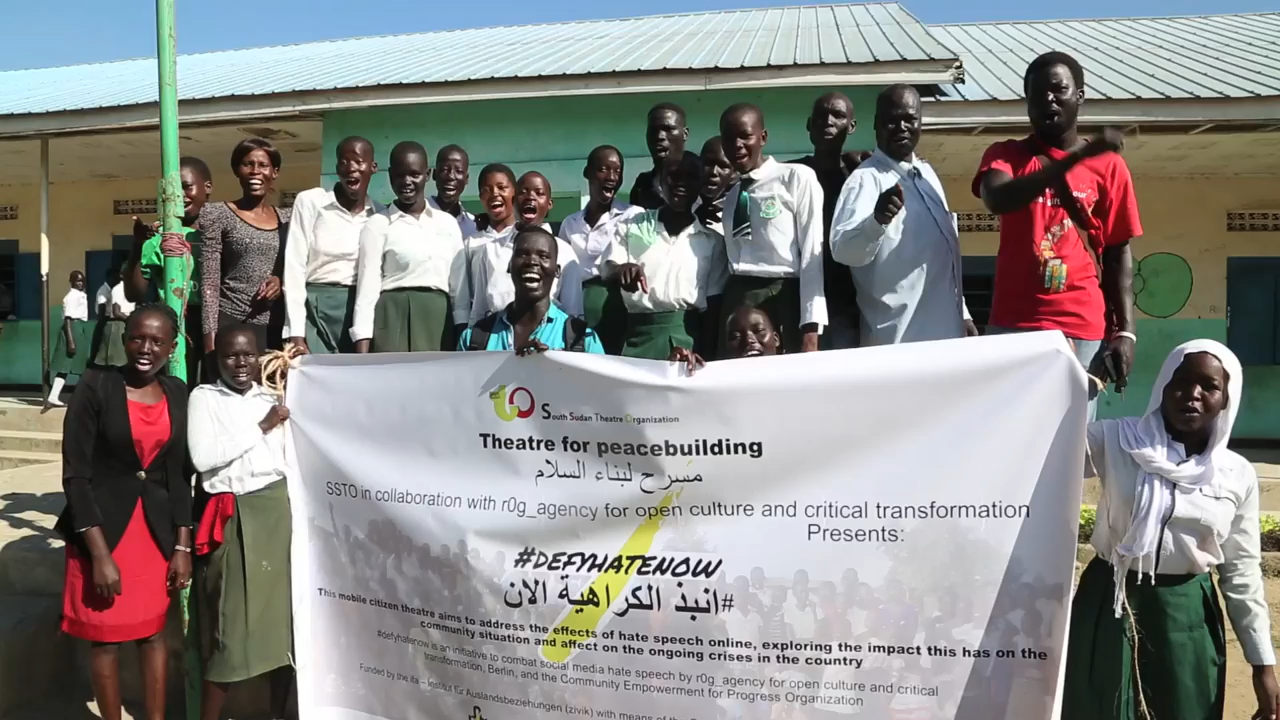 South Sudan Theatre Organization
Theatre for peacebuilding
مسرح لبناء السلام
SSTO in collaboration with r0g_agency for open culture and critical transformation
Presents:
#DEFYHATENOW
#انبذ الكراهية الان
This mobile citizen theatre aims to address the effects of hate speech online, exploring the impact this has on the
community situation and affect on the ongoing crises in the country
#defyhatenow is an initiative to combat social media hate speech by r0g_agency for open culture and critical
transformation, Berlin, and the Community Empowerment for Progress Organization
Funded by the ifa – Institut für Auslandsbeziehungen (zivik) with means of the